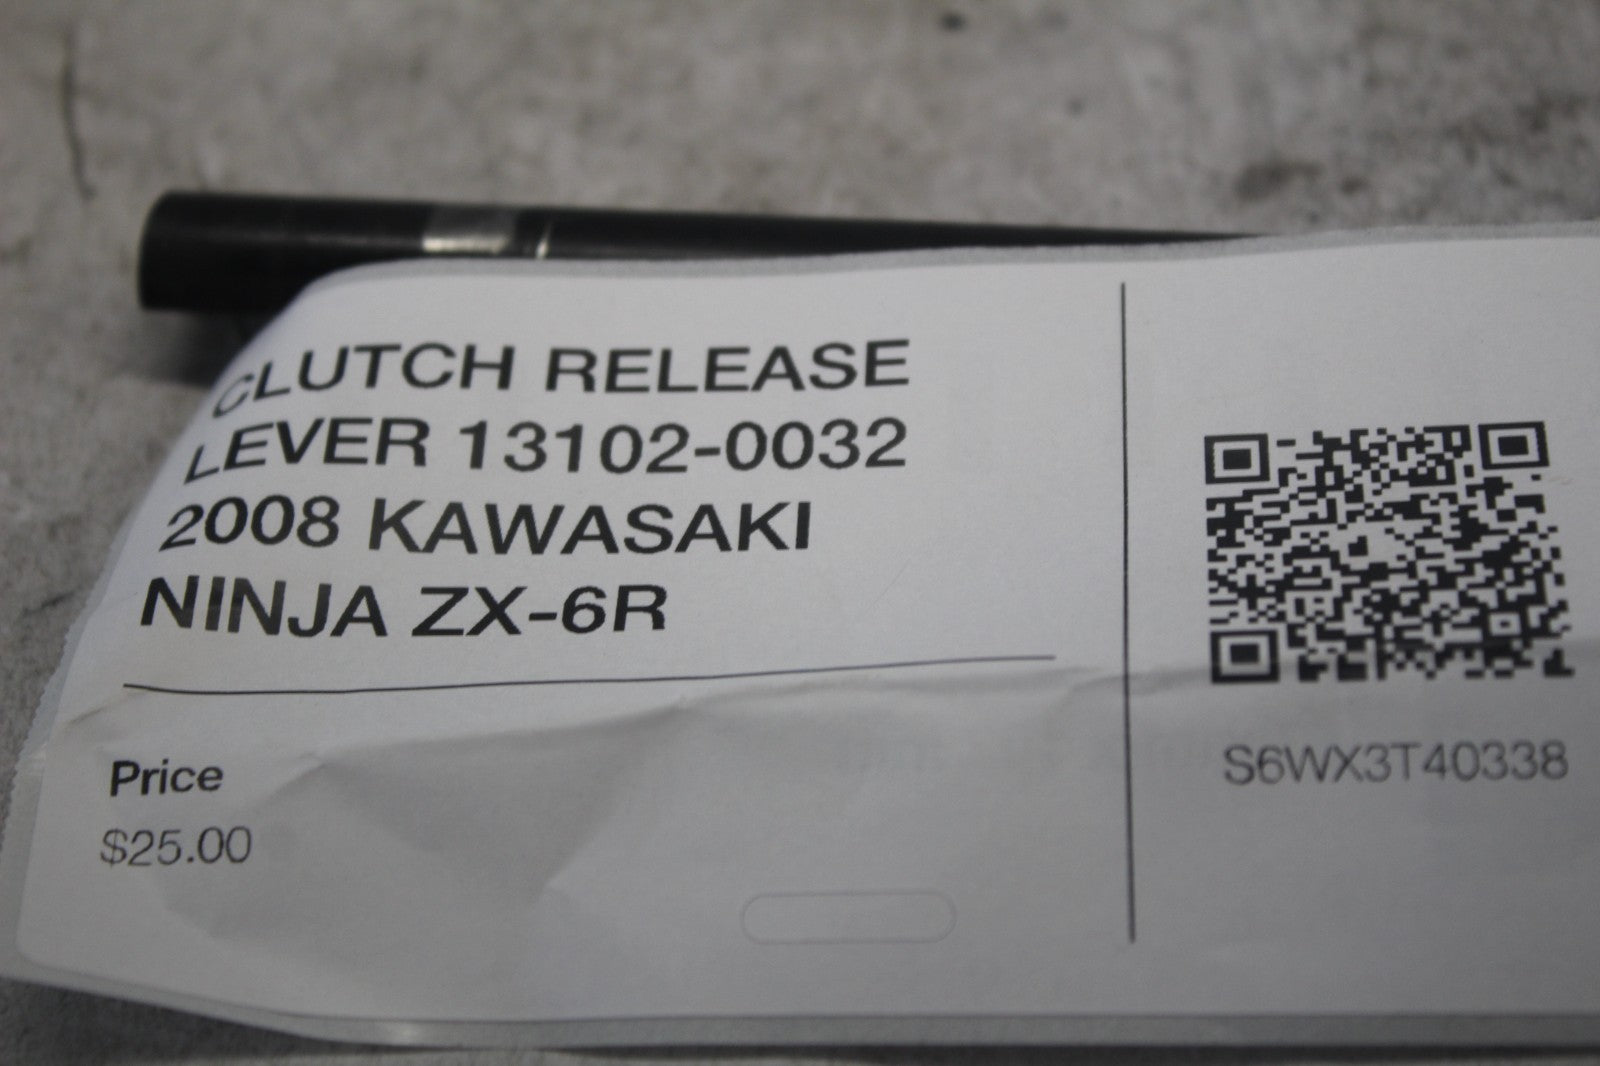 CLUTCH RELEASE
LEVER 13102-0032
2008 KAWASAKI
NINJA ZX-6R
Price
$25.00
S6WX3T40338